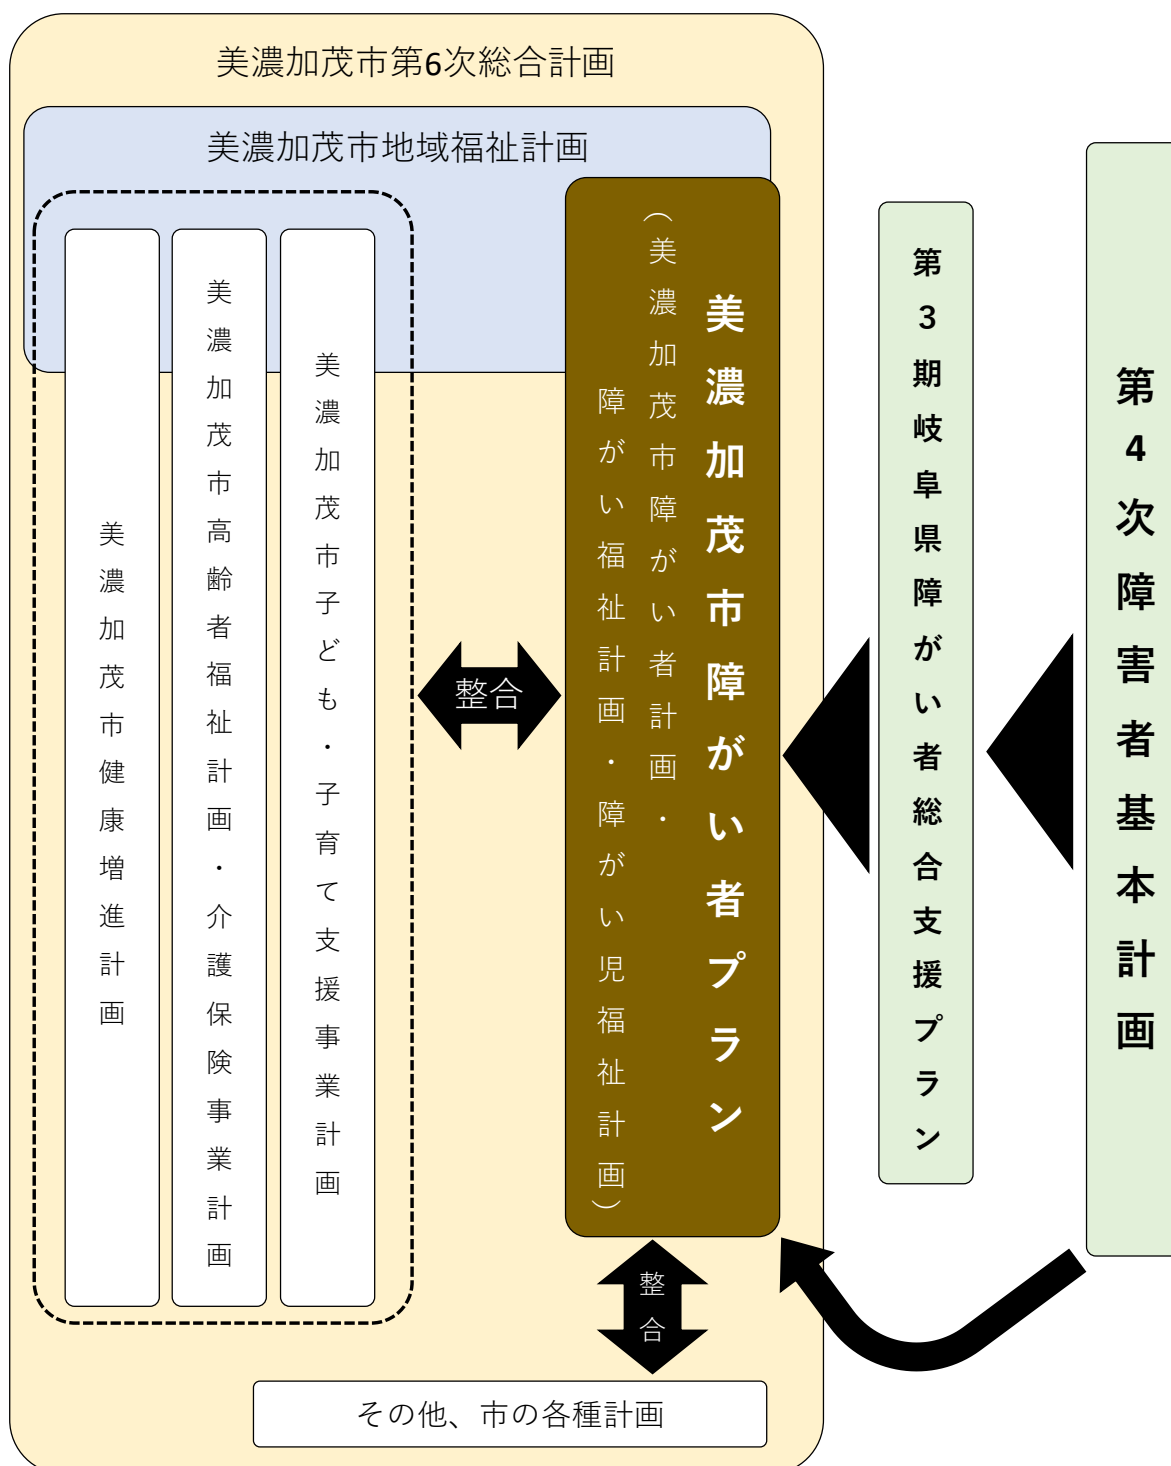 美濃加茂市第6次総合計画
美濃加茂市地域福祉計画
美濃加茂市健康増進計画
美濃加茂市高齢者福祉計画・介護保険事業計画
美濃加茂市子ども・子育て支援事業計画
整合
美濃加茂市障がい者プラン
（美濃加茂市障がい者計画・
障がい福祉計画・障がい児福祉計画）
第3期岐阜県障がい者総合支援プラン
第4次障害者基本計画
整合
その他、市の各種計画